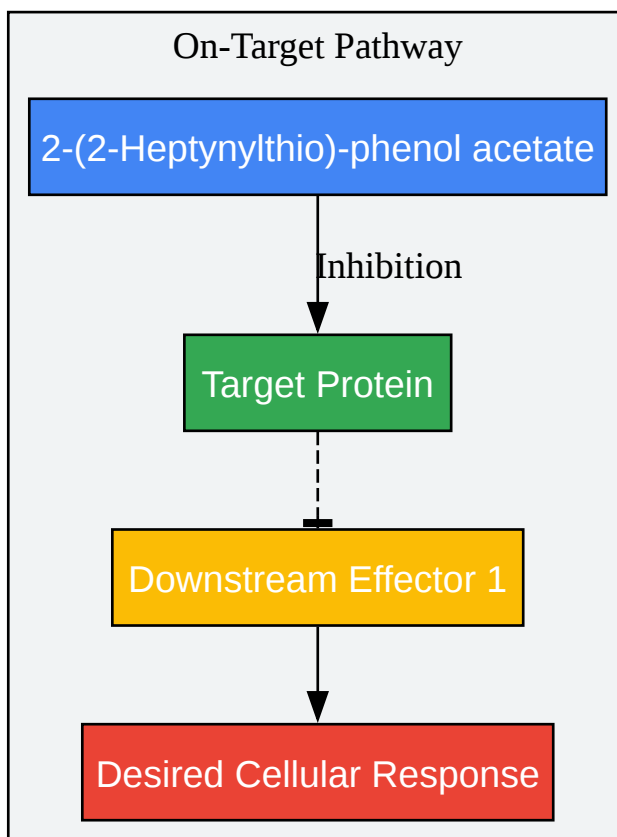 On-Target Pathway
2-(2-Heptynylthio)-phenol acetate
Inhibition
Target Protein
Downstream Effector 1
Desired Cellular Response